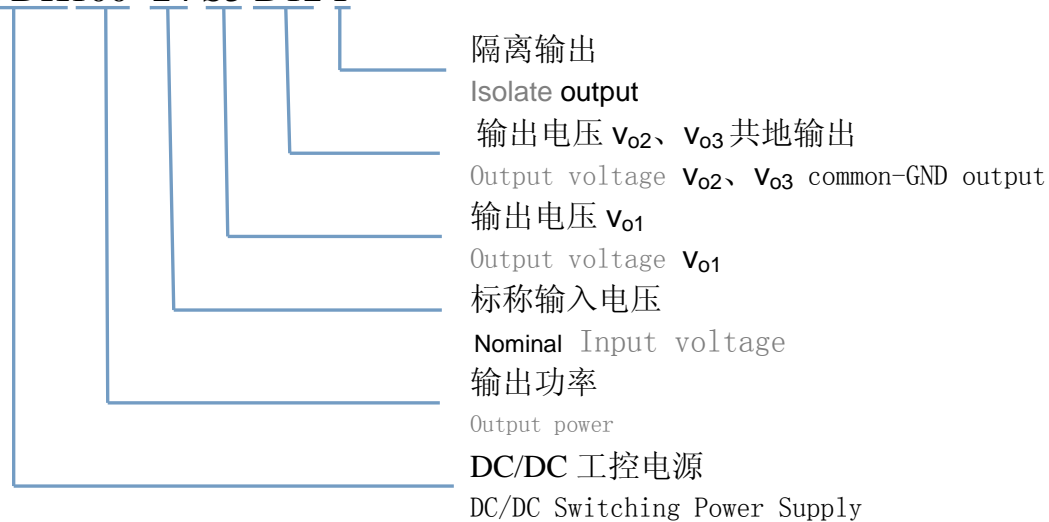 隔离输出
Isolate output
输出电压 Vo2、 Vo3 共地输出
Output voltage Vo2、 Vo3 common-GND output
输出电压 Vo1
Output voltage Vo1
标称输入电压
Nominal Input voltage
输出功率
Output power
DC/DC 工控电源
DC/DC Switching Power Supply